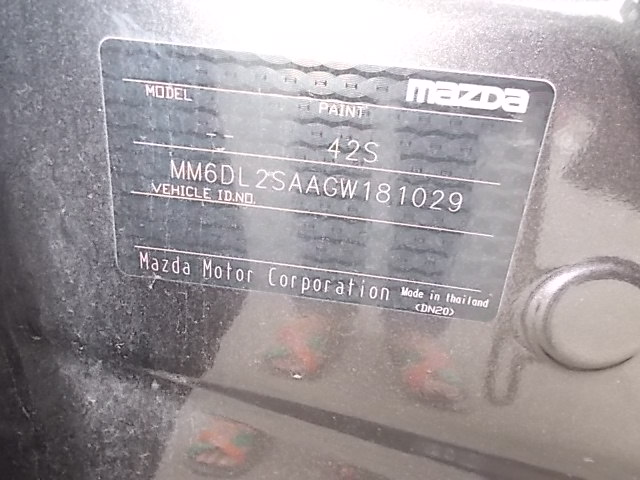 mazda
MODEL PAINT
-- 42S
MM6DL2SAAGW181029
VEHICLE ID.NO.
Mazda Motor Corporation Made in thailand
<DN20>